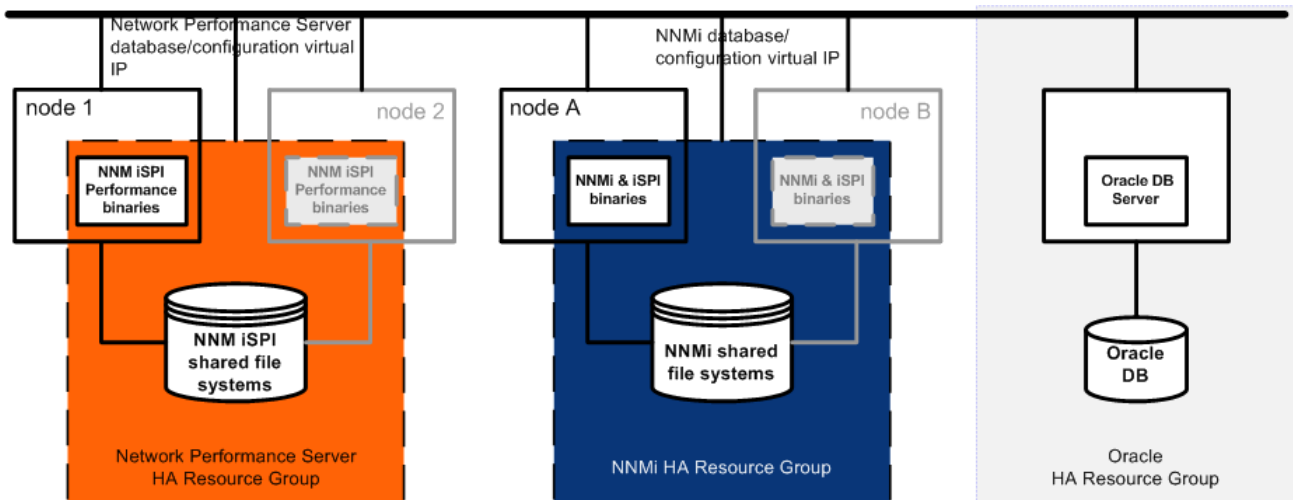 Network Performance Server
database/configuration virtual
IP
node 1
node 2
NNM iSPI
Performance
binaries
NNM iSPI
Performance
binaries
NNM iSPI
shared file
systems
Network Performance Server
HA Resource Group
NNMi database/
configuration virtual IP
node A
node B
NNMi & iSPI
binaries
NNMi & iSPI
binaries
NNMi shared
file systems
NNMi HA Resource Group
Oracle DB
Server
Oracle
DB
Oracle
HA Resource Group